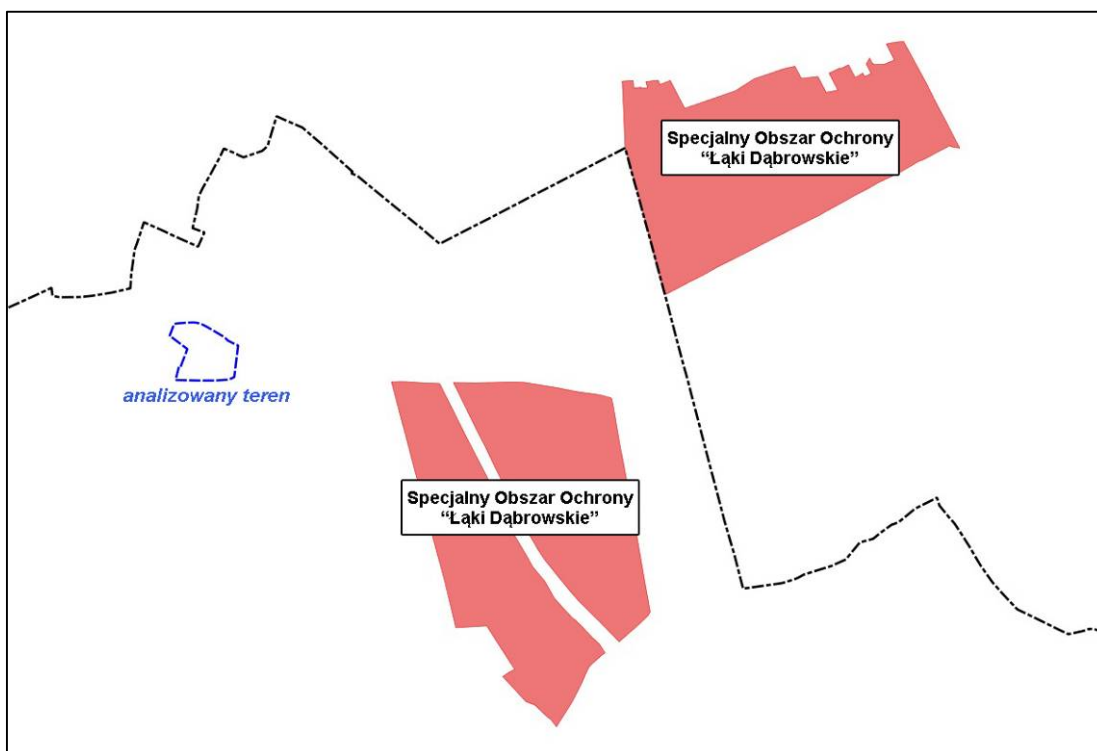 Specjalny Obszar Ochrony
“Łąki Dąbrowskie”
analizowany teren
Specjalny Obszar Ochrony
“Łąki Dąbrowskie”